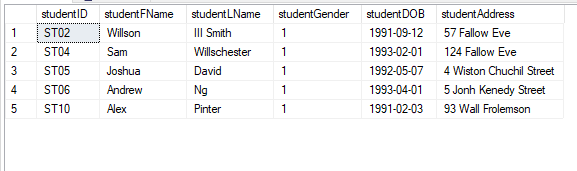 studentID studentFName studentLName studentGender studentDOB studentAddress
1 ST02 Willson III Smith 1 1991-09-12 57 Fallow Eve
2 ST04 Sam Willschester 1 1993-02-01 124 Fallow Eve
3 ST05 Joshua David 1 1992-05-07 4 Wiston Chuchil Street
4 ST06 Andrew Ng 1 1993-04-01 5 Jonh Kenedy Street
5 ST10 Alex Pinter 1 1991-02-03 93 Wall Frolemson